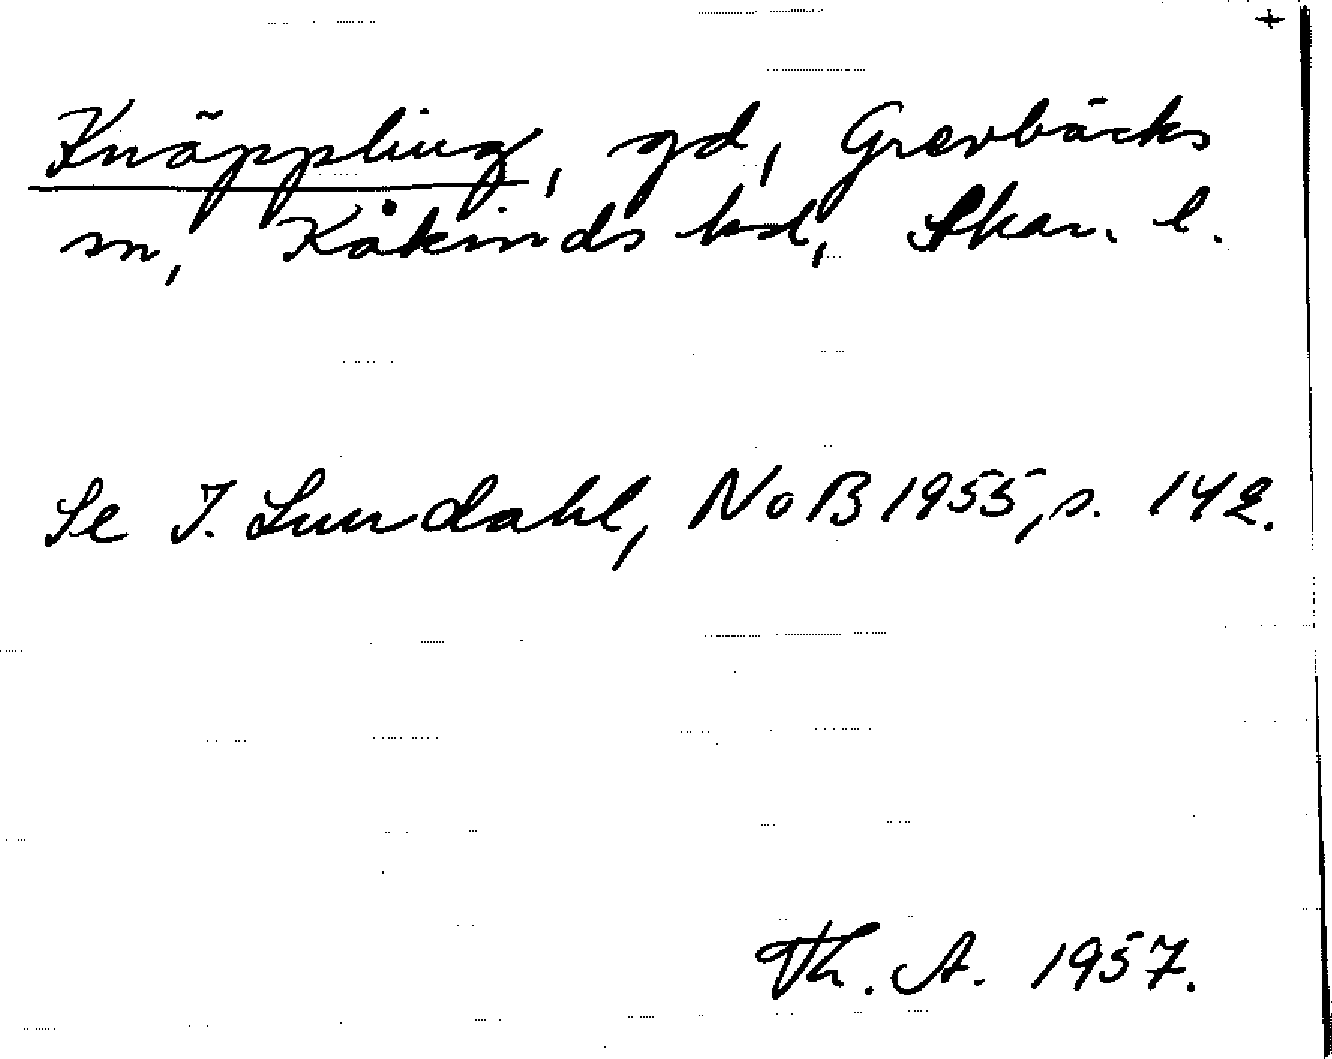 +
Knäppling, gd, Grevbäcks
sn, Kåkinds hd, Skar. l.
Se I. Lundahl, NoB 1955, s. 142.
Th. A. 1957.